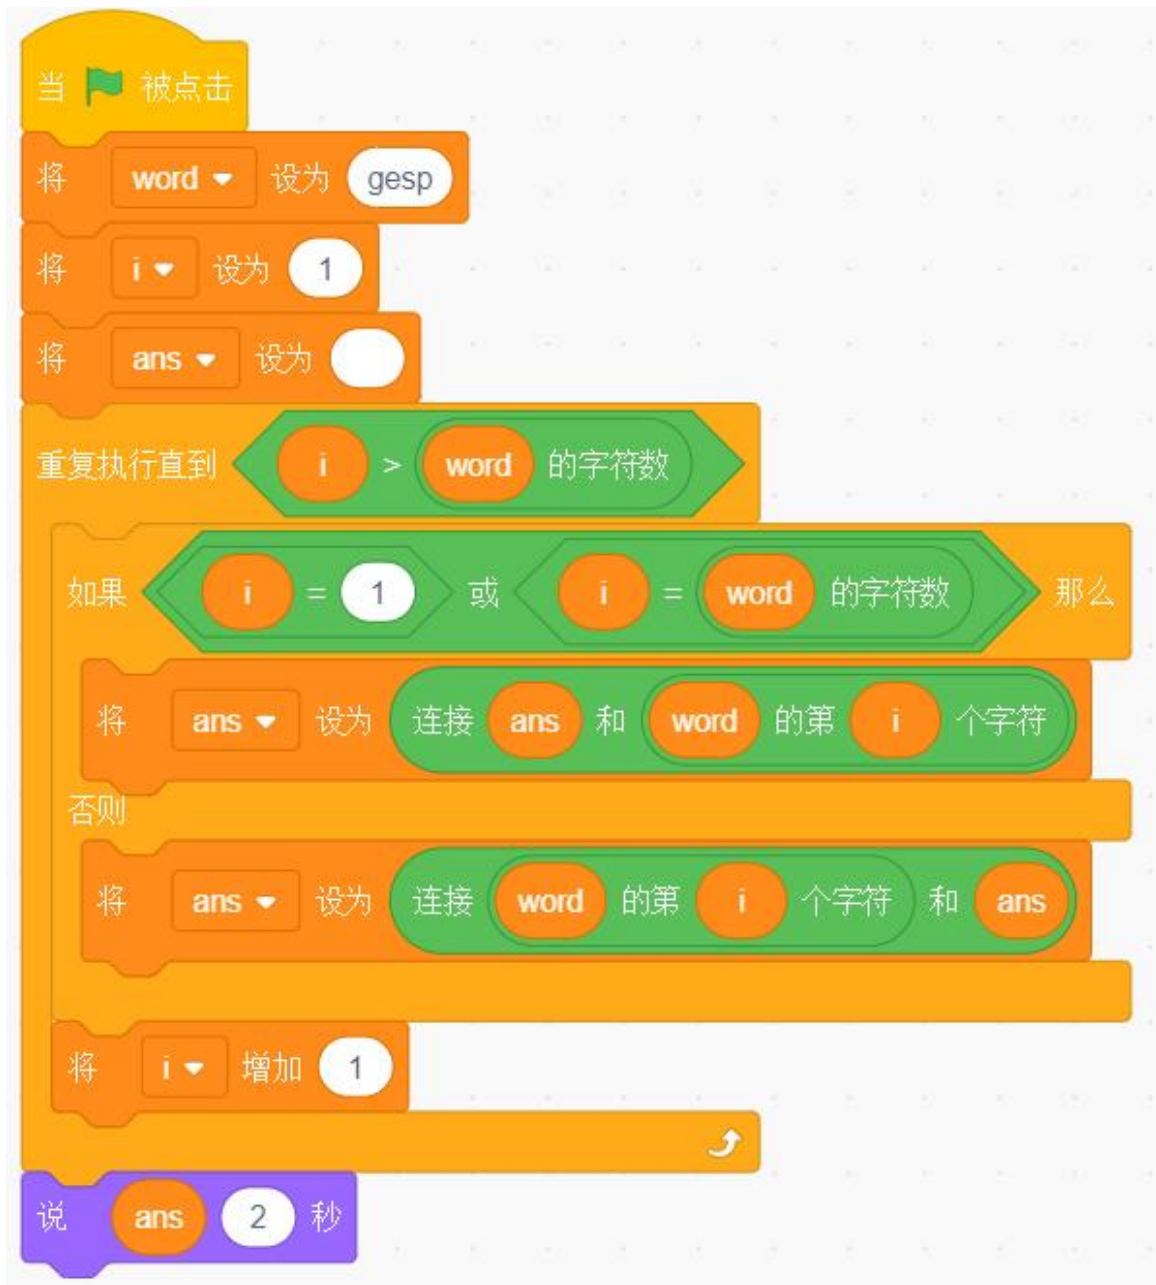 当 被点击
将 word 设为 gesp
将 i 设为 1
将 ans 设为
重复执行直到 i > word 的字符数
如果 i = 1 或 i = word 的字符数 那么
将 ans 设为 连接 ans 和 word 的第 i 个字符
否则
将 ans 设为 连接 word 的第 i 个字符 和 ans
将 i 增加 1
说 ans 2 秒